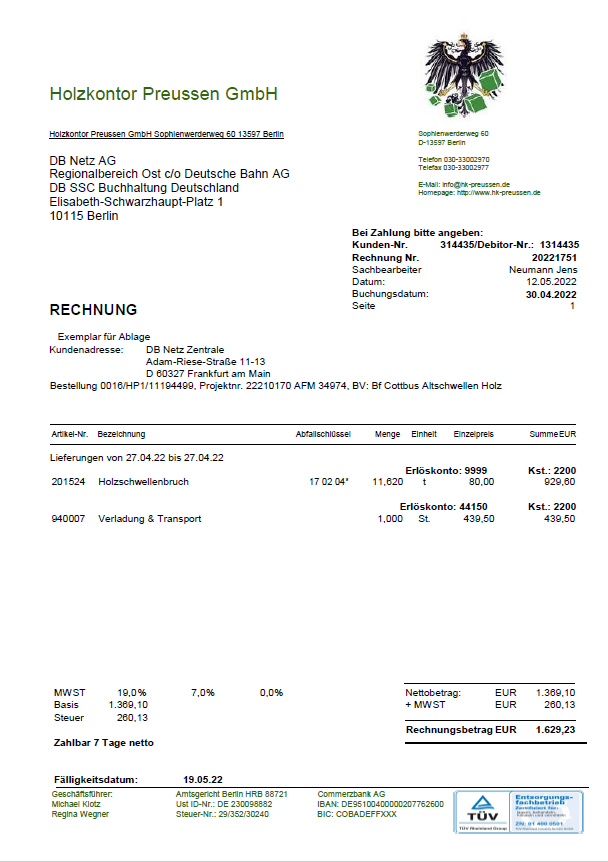 Holzkontor Preussen GmbH
Holzkontor Preussen GmbH Sophienwerderweg 60 13597 Berlin
Sophienwerderweg 60
D-13597 Berlin
Telefon 030-33002970
Telefax 030-33002977
E-Mail: info@hk-preussen.de
Homepage: http://www.hk-preussen.de
DB Netz AG
Regionalbereich Ost c/o Deutsche Bahn AG
DB SSC Buchhaltung Deutschland
Elisabeth-Schwarzhaupt-Platz 1
10115 Berlin
Bei Zahlung bitte angeben:
Kunden-Nr. 314435/Debitor-Nr.: 1314435
Rechnung Nr. 20221751
Sachbearbeiter Neumann Jens
Datum: 12.05.2022
Buchungsdatum: 30.04.2022
Seite 1
RECHNUNG
Exemplar für Ablage
Kundenadresse: DB Netz Zentrale
Adam-Riese-Straße 11-13
D 60327 Frankfurt am Main
Bestellung 0016/HP1/11194499, Projektnr. 22210170 AFM 34974, BV: Bf Cottbus Altschwellen Holz
Artikel-Nr. Bezeichnung Abfallschlüssel Menge Einheit Einzelpreis Summe EUR
Lieferungen von 27.04.22 bis 27.04.22
Erlöskonto: 9999 Kst.: 2200
201524 Holzschwellenbruch 17 02 04* 11,620 t 80,00 929,60
Erlöskonto: 44150 Kst.: 2200
940007 Verladung & Transport 1,000 St. 439,50 439,50
MWST 19,0% 7,0% 0,0%
Basis 1.369,10
Steuer 260,13
Nettobetrag: EUR 1.369,10
+ MWST EUR 260,13
Rechnungsbetrag EUR 1.629,23
Zahlbar 7 Tage netto
Fälligkeitsdatum: 19.05.22
Geschäftsführer: Amtsgericht Berlin HRB 88721 Commerzbank AG
Michael Klotz Ust ID-Nr.: DE 230098882 IBAN: DE95100400000207762600
Regina Wegner Steuer-Nr.: 29/352/30240 BIC: COBADEFFXXX
TÜV
TÜV Rheinland Group
Entsorgungs-
fachbetrieb
ZN: 01 400 0501